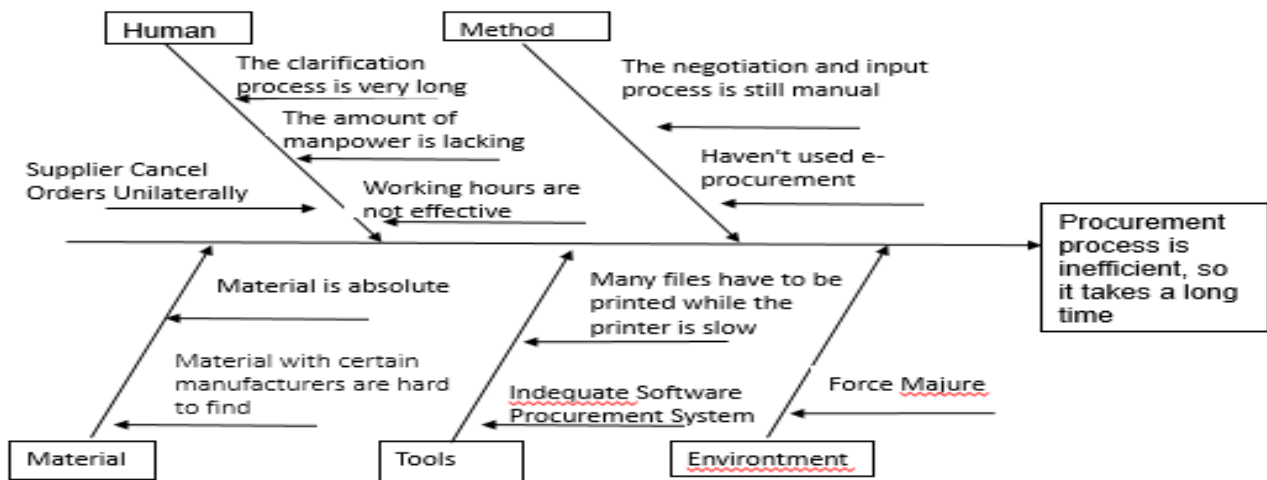 Human
Method
The clarification
process is very long
The negotiation and input
process is still manual
The amount of
manpower is lacking
Haven't used e-
procurement
Supplier Cancel
Orders Unilaterally
Working hours are
not effective
Procurement
process is
inefficient, so
it takes a long
time
Material is absolute
Many files have to be
printed while the
printer is slow
Material with certain
manufacturers are hard
to find
Indequate Software
Procurement System
Force Majure
Material
Tools
Environtment